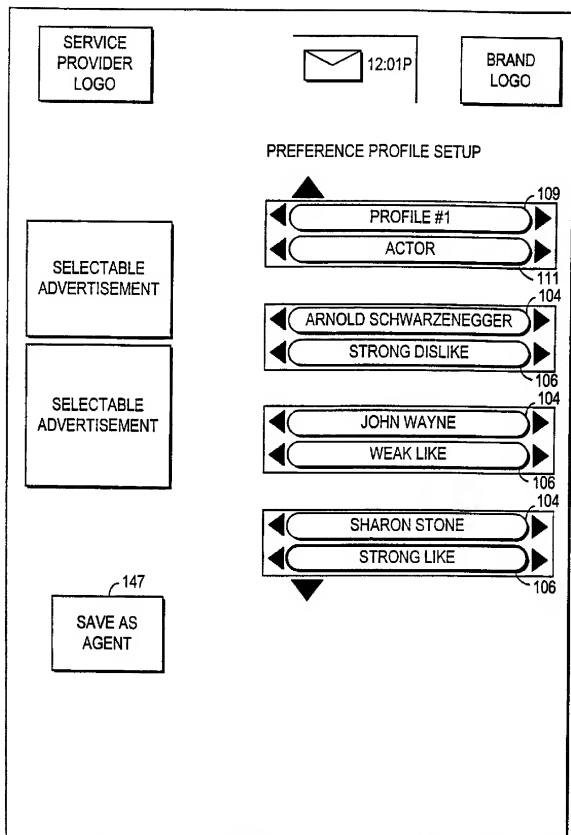 SERVICE
PROVIDER
LOGO
12:01P
BRAND
LOGO
PREFERENCE PROFILE SETUP
109
PROFILE #1
ACTOR
111
SELECTABLE
ADVERTISEMENT
104
ARNOLD SCHWARZENEGGER
STRONG DISLIKE
106
SELECTABLE
ADVERTISEMENT
104
JOHN WAYNE
WEAK LIKE
106
104
SHARON STONE
STRONG LIKE
106
147
SAVE AS
AGENT